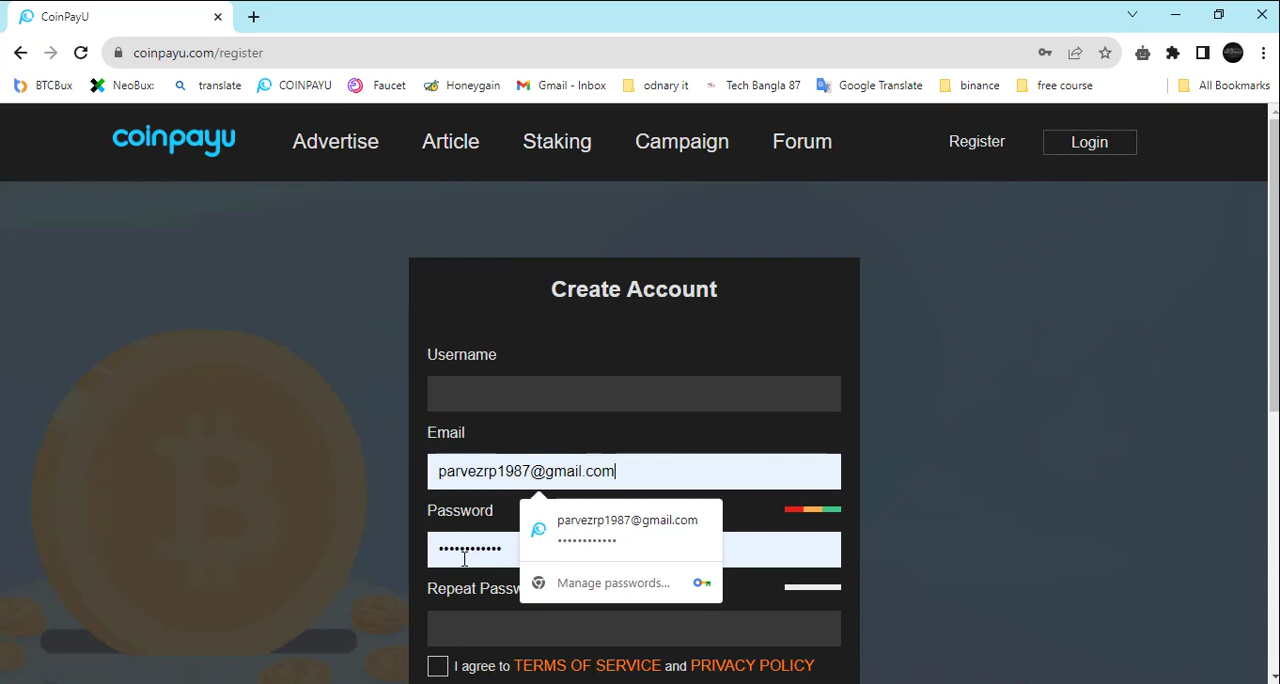 CoinPayU
coinpayu.com/register
BTCBux NeoBux: translate COINPAYU Faucet Honeygain Gmail - Inbox odnary it Tech Bangla 87 Google Translate binance free course All Bookmarks
coinpayu Advertise Article Staking Campaign Forum Register Login
Create Account
Username
Email
parvezrp1987@gmail.com
Password
parvezrp1987@gmail.com
••••••••••••
••••••••••••
Manage passwords...
Repeat Passw
I agree to TERMS OF SERVICE and PRIVACY POLICY